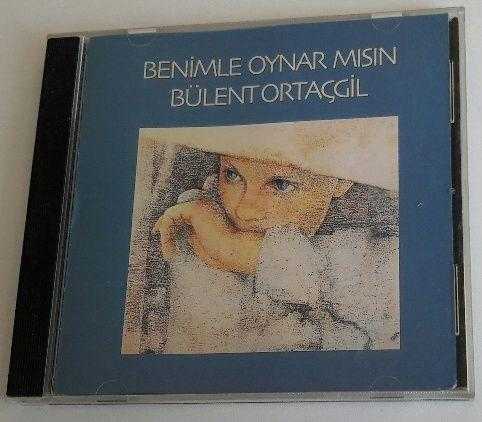 BENİMLE OYNAR MISIN
BÜLENT ORTAÇGİL